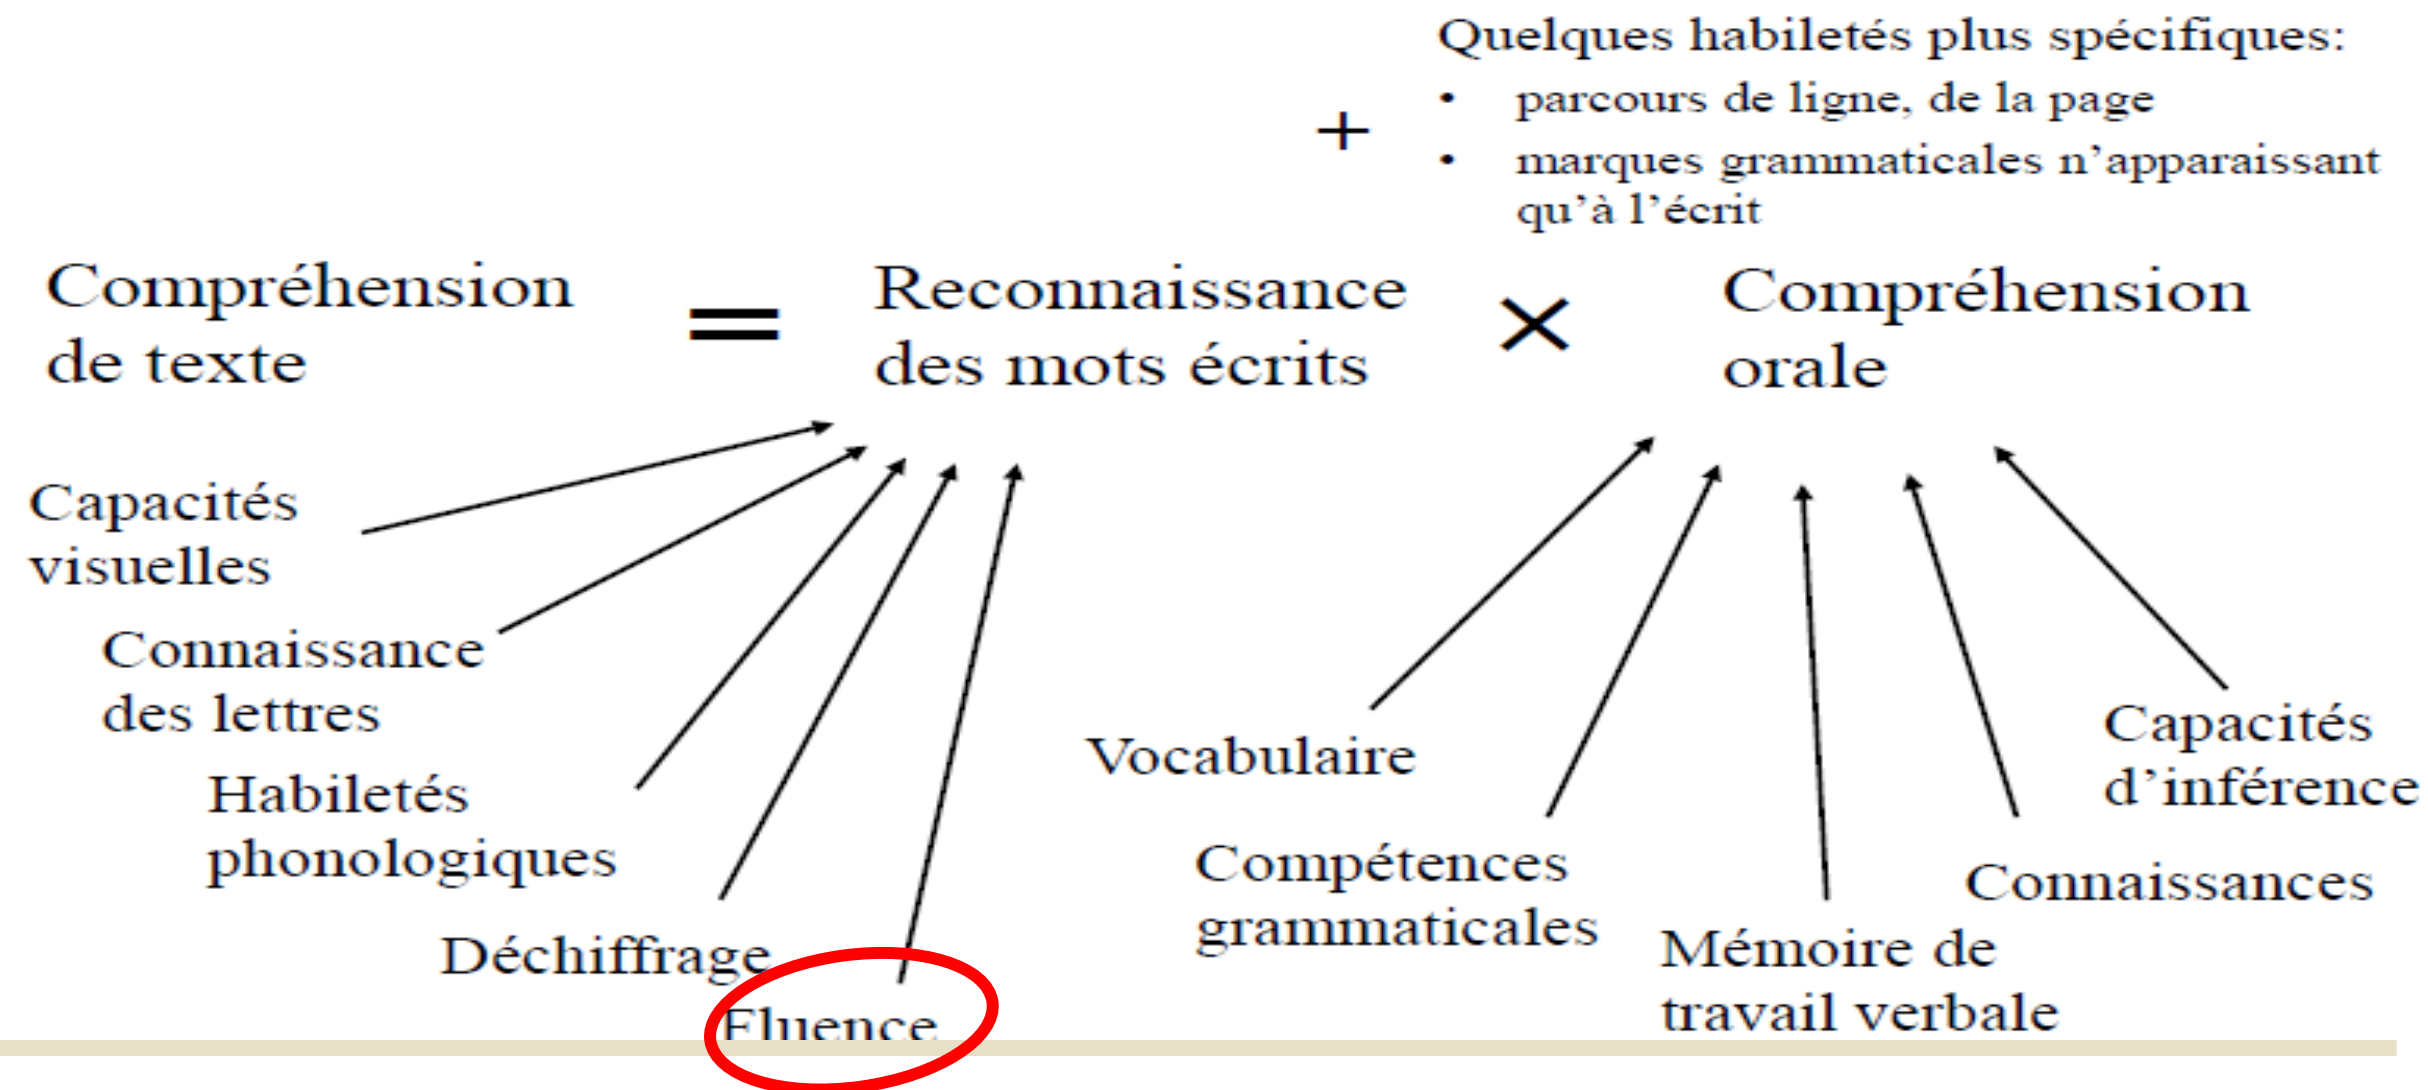 Quelques habiletés plus spécifiques:
+
• parcours de ligne, de la page
• marques grammaticales n'apparaissant
qu'à l'écrit
Compréhension
de texte
=
Reconnaissance
des mots écrits
×
Compréhension
orale
Capacités
visuelles
Connaissance
des lettres
Habiletés
phonologiques
Déchiffrage
Fluence
Vocabulaire
Compétences
grammaticales
Mémoire de
travail verbale
Connaissances
Capacités
d'inférence